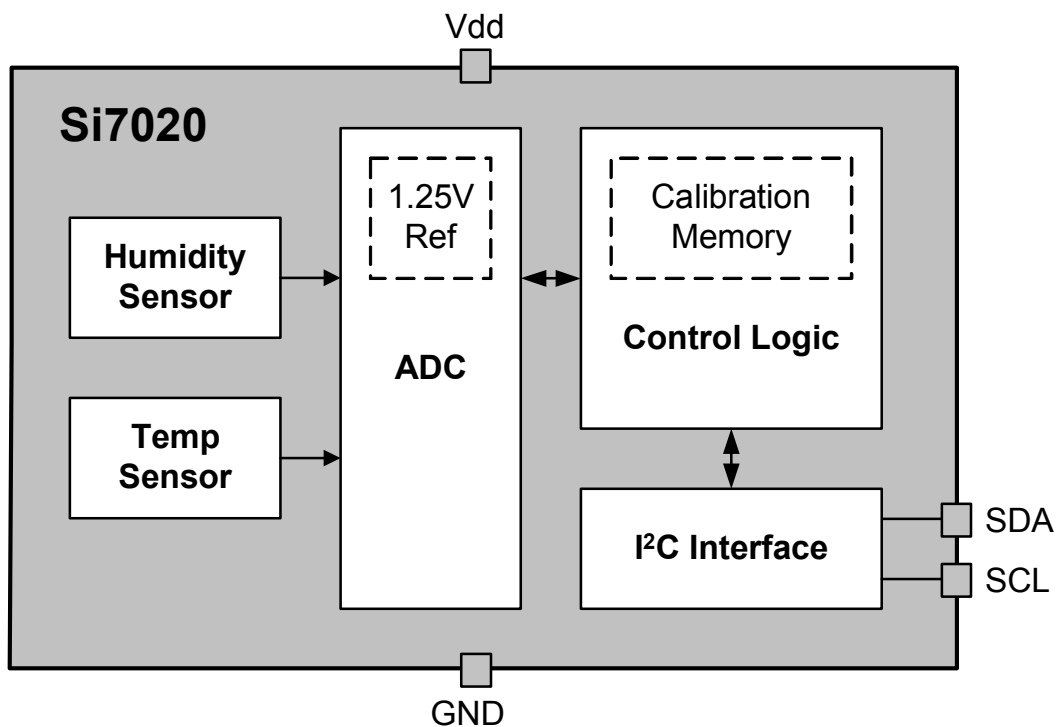 Vdd
Si7020
1.25V
Ref
Calibration
Memory
Humidity
Sensor
Control Logic
ADC
Temp
Sensor
I²C Interface
SDA
SCL
GND